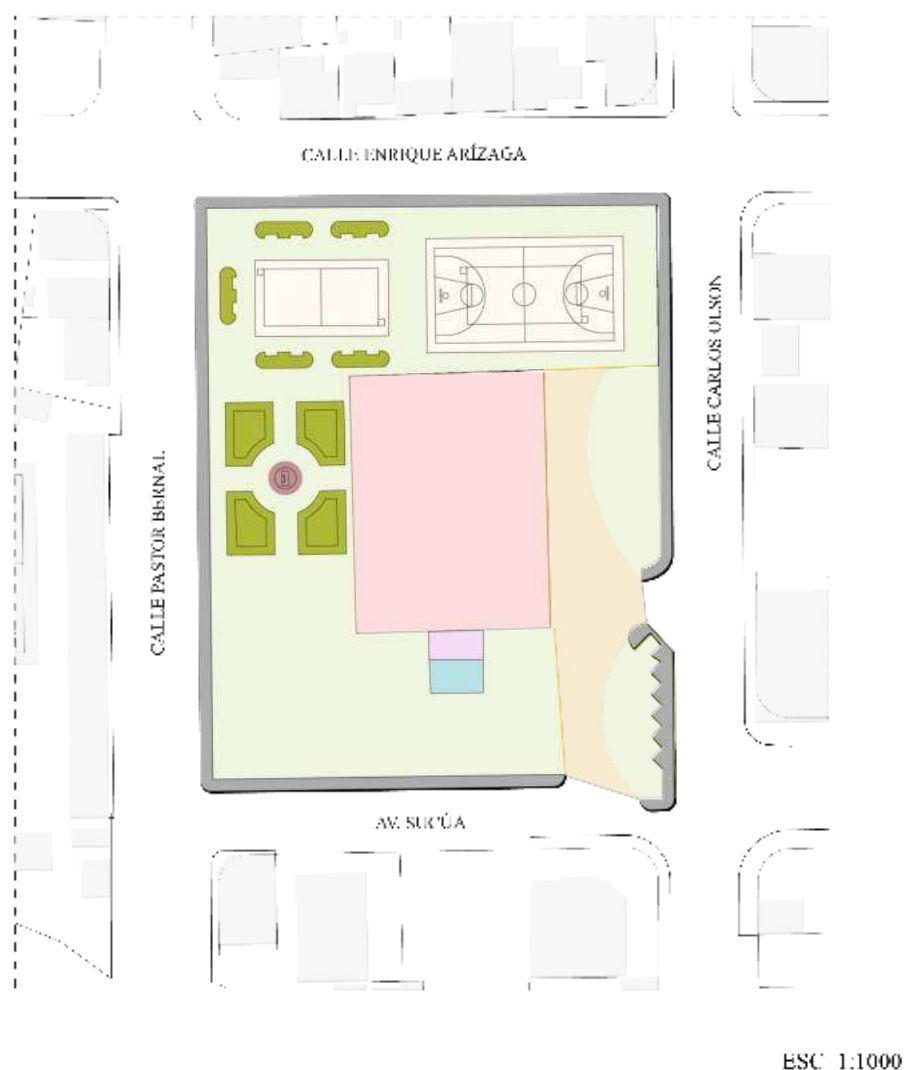 CALLE ENRIQUE ARÍZAGA
CALLE CARLOS OLSON
CALLE PASTOR BERNAL
AV. SUCÚA
ESC 1:1000